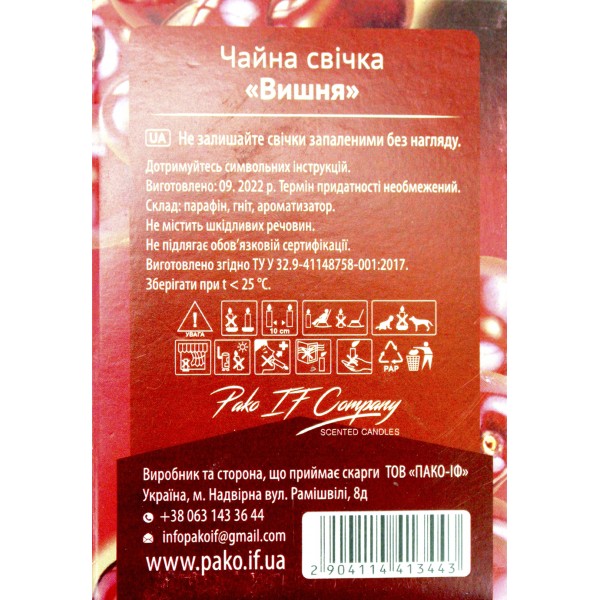 Чайна свічка
«Вишня»
UA Не залишайте свічки запаленими без нагляду.
Дотримуйтесь символьних інструкцій.
Виготовлено: 09. 2022 р. Термін придатності необмежений.
Склад: парафін, гніт, ароматизатор.
Не містить шкідливих речовин.
Не підлягає обов'язковій сертифікації.
Виготовлено згідно ТУ У 32.9-41148758-001:2017.
Зберігати при t < 25 °C.
УВАГА
10 cm
PAP
Pako IF Company
SCENTED CANDLES
Виробник та сторона, що приймає скарги ТОВ «ПАКО-ІФ»
Україна, м. Надвірна вул. Рамішвілі, 8д
+38 063 143 36 44
infopakoif@gmail.com
www.pako.if.ua
2 904114 413443